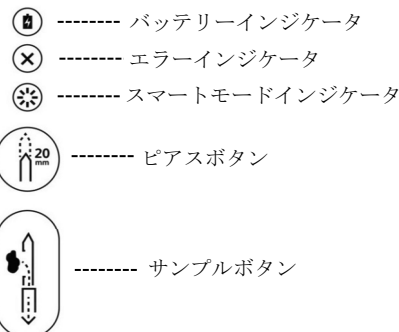 -------- バッテリーインジケータ
-------- エラーインジケータ
-------- スマートモードインジケータ
20
mm
-------- ピアスボタン
-------- サンプルボタン